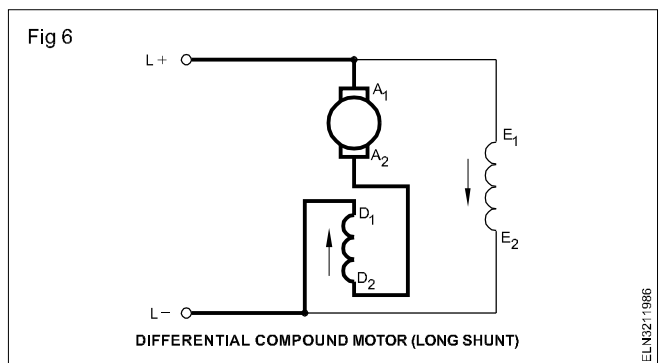 Fig 6
L +
A1
A2
E1
E2
D1
D2
L –
DIFFERENTIAL COMPOUND MOTOR (LONG SHUNT)
ELN3211986